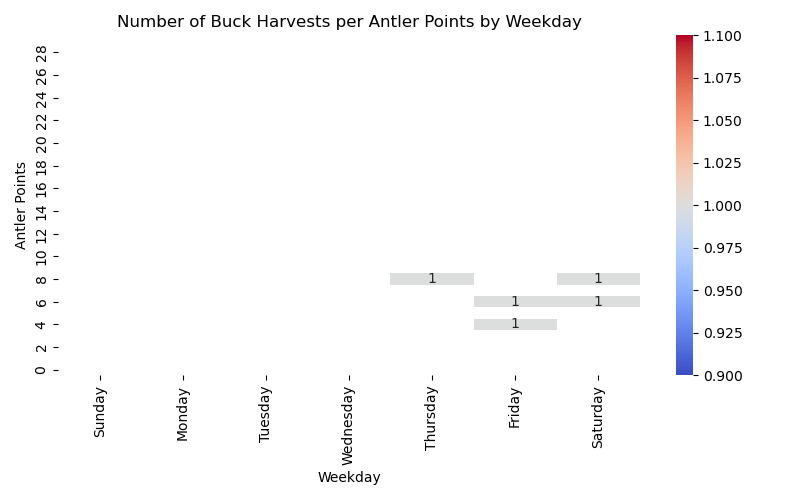 Number of Buck Harvests per Antler Points by Weekday
Antler Points
28
26
24
22
20
18
16
14
12
10
8
6
4
2
0
1 1
1 1
1
Sunday
Monday
Tuesday
Wednesday
Thursday
Friday
Saturday
Weekday
1.100
1.075
1.050
1.025
1.000
0.975
0.950
0.925
0.900